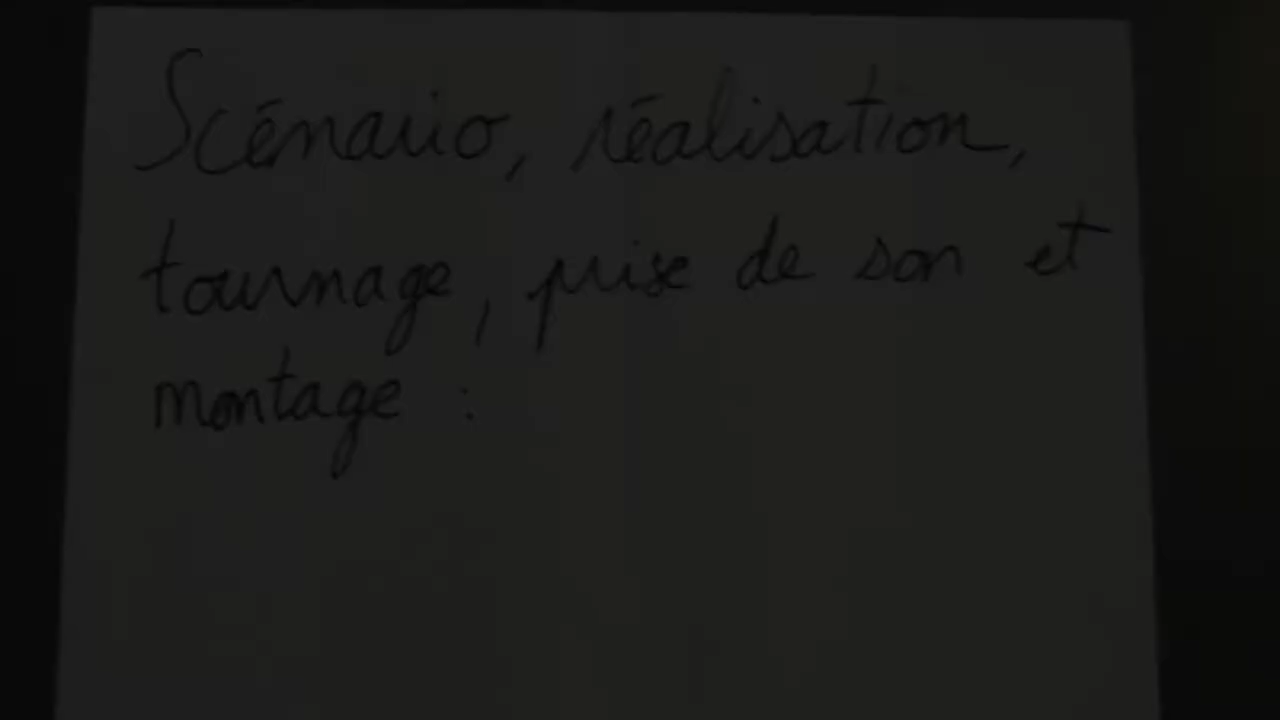 Scénario, réalisation,
tournage, prise de son et
montage :